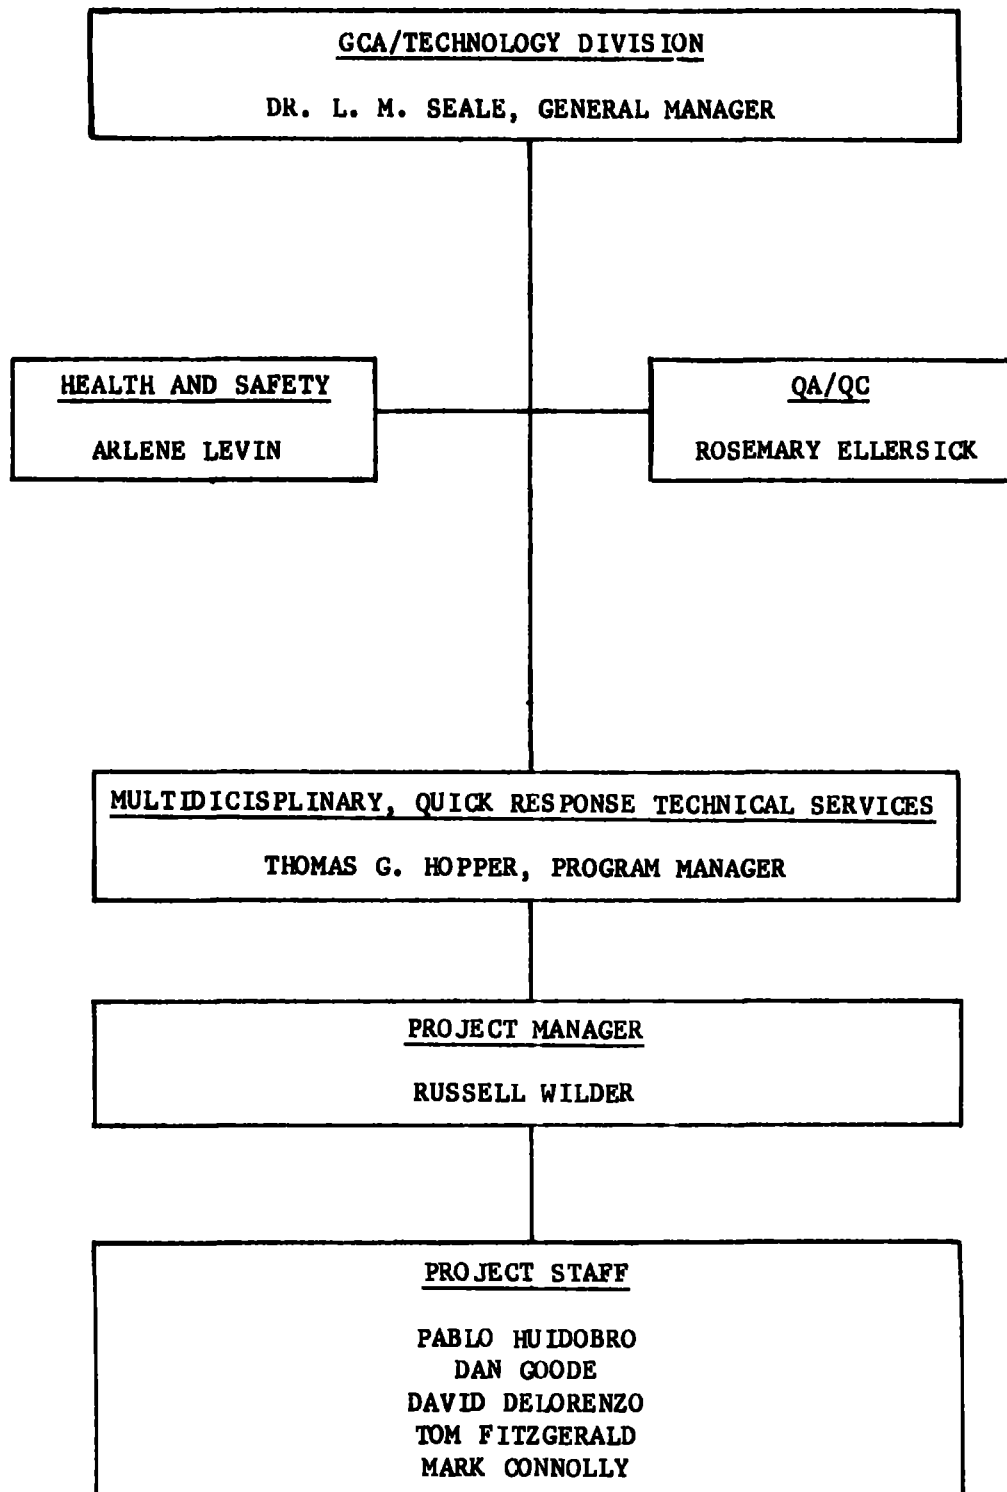 GCA/TECHNOLOGY DIVISION
DR. L. M. SEALE, GENERAL MANAGER
HEALTH AND SAFETY
ARLENE LEVIN
QA/QC
ROSEMARY ELLERSICK
MULTIDICISPLINARY, QUICK RESPONSE TECHNICAL SERVICES
THOMAS G. HOPPER, PROGRAM MANAGER
PROJECT MANAGER
RUSSELL WILDER
PROJECT STAFF
PABLO HUIDOBRO
DAN GOODE
DAVID DELORENZO
TOM FITZGERALD
MARK CONNOLLY